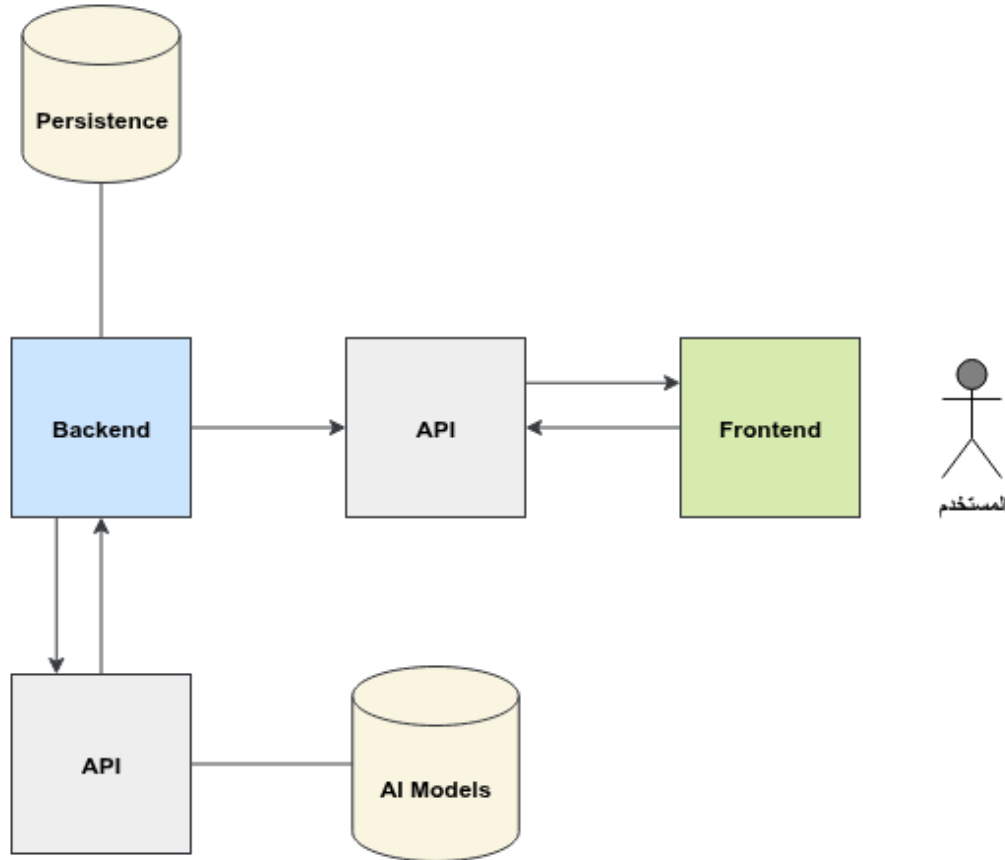 Persistence
Backend
API
Frontend
المستخدم
API
AI Models